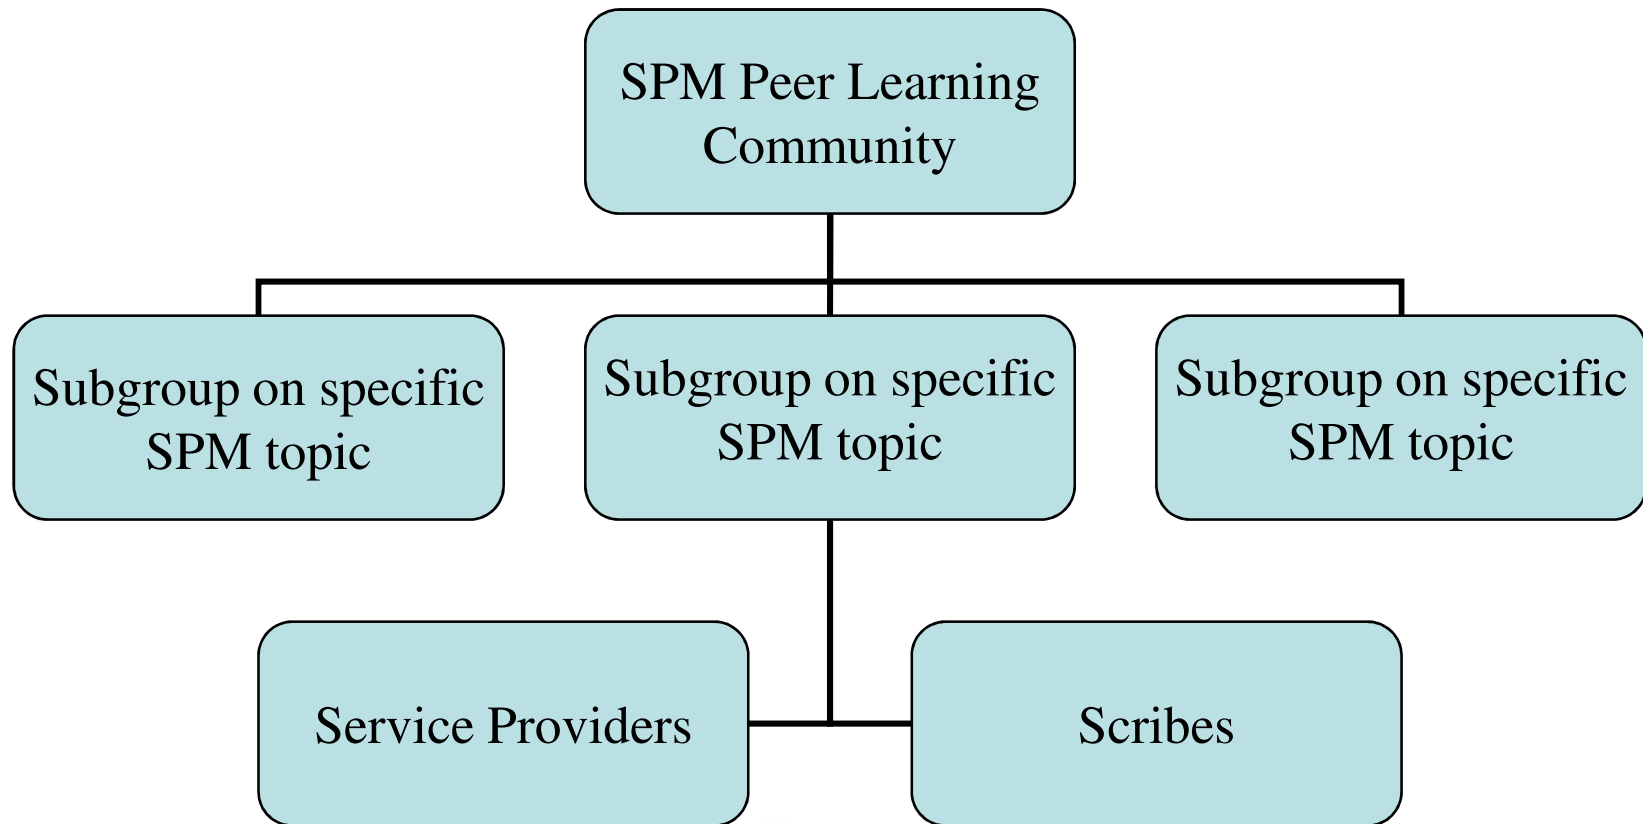 SPM Peer Learning
Community
Subgroup on specific
SPM topic
Subgroup on specific
SPM topic
Subgroup on specific
SPM topic
Service Providers
Scribes